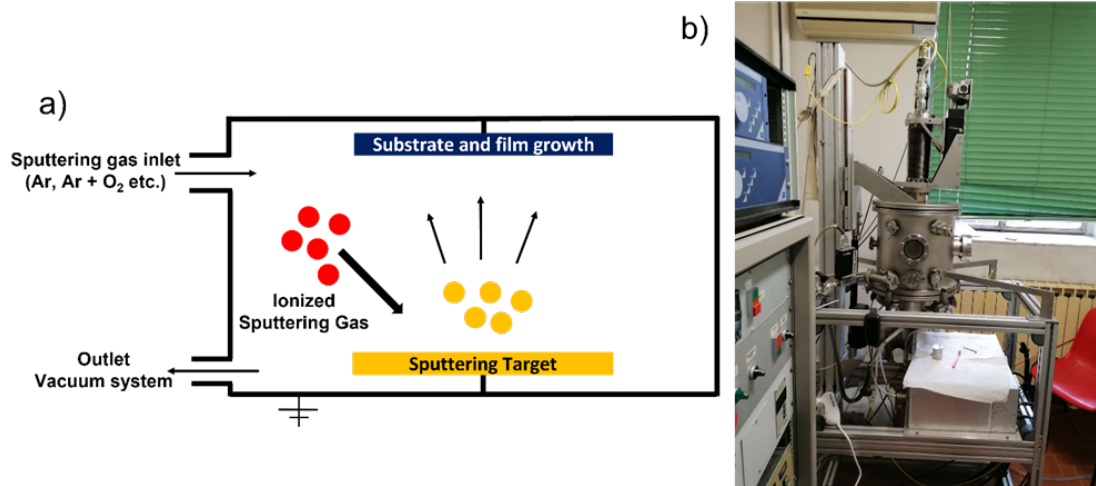 a)
b)
Substrate and film growth
Sputtering gas inlet
(Ar, Ar + O₂ etc.)
Ionized
Sputtering Gas
Outlet
Vacuum system
Sputtering Target